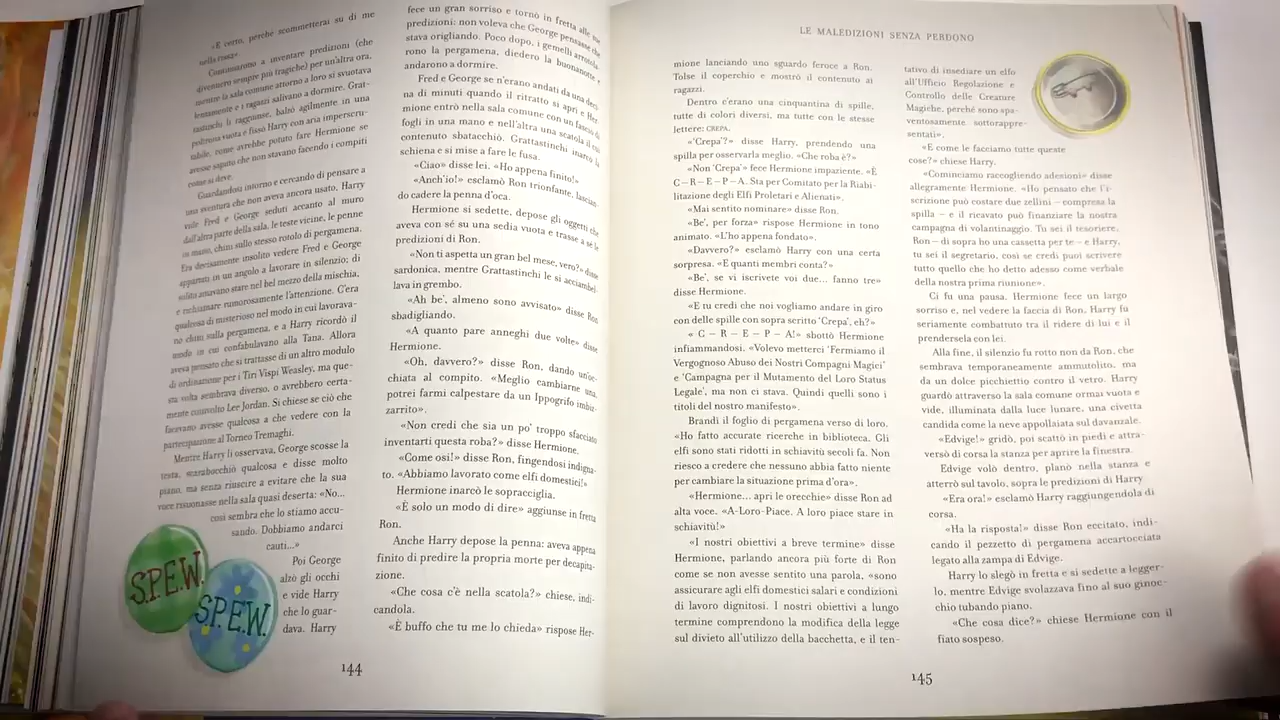 «E certo, perché scommetterai su di me
nella rissa».
Continuarono a inventare predizioni (che
diventavano sempre più tragiche) per un'altra ora,
mentre la sala comune attorno a loro si svuotava
lentamente e i ragazzi salivano a dormire. Grat-
tastinchi li raggiunse, balzò agilmente in una
poltrona vuota e fissò Harry con aria imperscru-
tabile, come avrebbe potuto fare Hermione se
avesse saputo che non stavano facendo i compiti
come si deve.
Guardandosi intorno e cercando di pensare a
una sventura che non aveva ancora usato, Harry
vide Fred e George seduti accanto al muro
dall'altra parte della sala, le teste vicine, le penne
in mano, chini sullo stesso rotolo di pergamena.
Era decisamente insolito vedere Fred e George
appartati in un angolo a lavorare in silenzio; di
solito amavano stare nel bel mezzo della mischia,
e richiamare rumorosamente l'attenzione. C'era
qualcosa di misterioso nel modo in cui lavorava-
no chini sulla pergamena, e a Harry ricordò il
modo in cui confabulavano alla Tana. Allora
aveva pensato che si trattasse di un altro modulo
di ordinazione per i Tiri Vispi Weasley, ma que-
sta volta sembrava diverso, o avrebbero certa-
mente coinvolto Lee Jordan. Si chiese se ciò che
facevano avesse qualcosa a che vedere con la
partecipazione al Torneo Tremaghi.
Mentre Harry li osservava, George scosse la
testa, scarabocchiò qualcosa e disse molto
piano, ma senza riuscire a evitare che la sua
voce risuonasse nella sala quasi deserta: «No...
così sembra che lo stiamo accu-
sando. Dobbiamo andarci
cauti...»
Poi George
alzò gli occhi
e vide Harry
che lo guar-
dava. Harry
S.P.E.W.
S.P.E.W.
144
fece un gran sorriso e tornò in fretta alle sue
predizioni: non voleva che George pensasse che
stava origliando. Poco dopo, i gemelli arrotola-
rono la pergamena, diedero la buonanotte e
andarono a dormire.
Fred e George se n'erano andati da una deci-
na di minuti quando il ritratto si aprì e Her-
mione entrò nella sala comune con un fascio di
fogli in una mano e nell'altra una scatola il cui
contenuto sbatacchiò. Grattastinchi inarcò la
schiena e si mise a fare le fusa.
«Ciao» disse lei. «Ho appena finito!»
«Anch'io!» esclamò Ron trionfante, lascian-
do cadere la penna d'oca.
Hermione si sedette, depose gli oggetti che
aveva con sé su una sedia vuota e trasse a sé le
predizioni di Ron.
«Non ti aspetta un gran bel mese, vero?» disse
sardonica, mentre Grattastinchi le si acciambel-
lava in grembo.
«Ah be', almeno sono avvisato» disse Ron
sbadigliando.
«A quanto pare anneghi due volte» disse
Hermione.
«Oh, davvero?» disse Ron, dando un'oc-
chiata al compito. «Meglio cambiarne una,
potrei farmi calpestare da un Ippogrifo imbiz-
zarrito».
«Non credi che sia un po' troppo sfacciato
inventarti questa roba?» disse Hermione.
«Come osi!» disse Ron, fingendosi indigna-
to. «Abbiamo lavorato come elfi domestici!»
Hermione inarcò le sopracciglia.
«È solo un modo di dire» aggiunse in fretta
Ron.
Anche Harry depose la penna: aveva appena
finito di predire la propria morte per decapita-
zione.
«Che cosa c'è nella scatola?» chiese, indi-
candola.
«È buffo che tu me lo chieda» rispose Her-
LE MALEDIZIONI SENZA PERDONO
mione lanciando uno sguardo feroce a Ron.
Tolse il coperchio e mostrò il contenuto ai
ragazzi.
Dentro c'erano una cinquantina di spille,
tutte di colori diversi, ma tutte con le stesse
lettere: CREPA.
«'Crepa'?» disse Harry, prendendo una
spilla per osservarla meglio. «Che roba è?»
«Non 'Crepa'» fece Hermione impaziente. «È
C – R – E – P – A. Sta per Comitato per la Riabi-
litazione degli Elfi Proletari e Alienati».
«Mai sentito nominare» disse Ron.
«Be', per forza» rispose Hermione in tono
animato. «L'ho appena fondato».
«Davvero?» esclamò Harry con una certa
sorpresa. «E quanti membri conta?»
«Be', se vi iscrivete voi due... fanno tre»
disse Hermione.
«E tu credi che noi vogliamo andare in giro
con delle spille con sopra scritto 'Crepa', eh?»
« C – R – E – P – A!» sbottò Hermione
infiammandosi. «Volevo metterci 'Fermiamo il
Vergognoso Abuso dei Nostri Compagni Magici'
e 'Campagna per il Mutamento del Loro Status
Legale', ma non ci stava. Quindi quelli sono i
titoli del nostro manifesto».
Brandì il foglio di pergamena verso di loro.
«Ho fatto accurate ricerche in biblioteca. Gli
elfi sono stati ridotti in schiavitù secoli fa. Non
riesco a credere che nessuno abbia fatto niente
per cambiare la situazione prima d'ora».
«Hermione... apri le orecchie» disse Ron ad
alta voce. «A-Loro-Piace. A loro piace stare in
schiavitù!»
«I nostri obiettivi a breve termine» disse
Hermione, parlando ancora più forte di Ron
come se non avesse sentito una parola, «sono
assicurare agli elfi domestici salari e condizioni
di lavoro dignitosi. I nostri obiettivi a lungo
termine comprendono la modifica della legge
sul divieto all'utilizzo della bacchetta, e il ten-
tativo di insediare un elfo
all'Ufficio Regolazione e
Controllo delle Creature
Magiche, perché sono spa-
ventosamente sottorappre-
sentati».
«E come le facciamo tutte queste
cose?» chiese Harry.
«Cominciamo raccogliendo adesioni» disse
allegramente Hermione. «Ho pensato che l'i-
scrizione può costare due zellini – compresa la
spilla – e il ricavato può finanziare la nostra
campagna di volantinaggio. Tu sei il tesoriere,
Ron – di sopra ho una cassetta per te – e Harry,
tu sei il segretario, così se credi puoi scrivere
tutto quello che ho detto adesso come verbale
della nostra prima riunione».
Ci fu una pausa. Hermione fece un largo
sorriso e, nel vedere la faccia di Ron, Harry fu
seriamente combattuto tra il ridere di lui e il
prendersela con lei.
Alla fine, il silenzio fu rotto non da Ron, che
sembrava temporaneamente ammutolito, ma
da un dolce picchiettio contro il vetro. Harry
guardò attraverso la sala comune ormai vuota e
vide, illuminata dalla luce lunare, una civetta
candida come la neve appollaiata sul davanzale.
«Edvige!» gridò, poi scattò in piedi e attra-
versò di corsa la stanza per aprire la finestra.
Edvige volò dentro, planò nella stanza e
atterrò sul tavolo, sopra le predizioni di Harry.
«Era ora!» esclamò Harry raggiungendola di
corsa.
«Ha la risposta!» disse Ron eccitato, indi-
cando il pezzetto di pergamena accartocciata
legato alla zampa di Edvige.
Harry lo slegò in fretta e si sedette a legger-
lo, mentre Edvige svolazzava fino al suo ginoc-
chio tubando piano.
«Che cosa dice?» chiese Hermione con il
fiato sospeso.
145